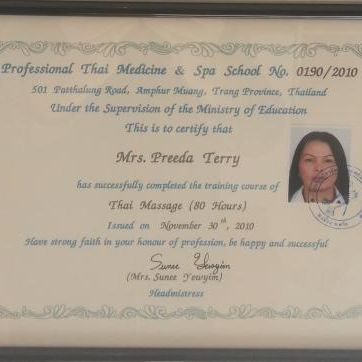 Professional Thai Medicine & Spa School No. 0190/2010
501 Patthalung Road, Amphur Muang, Trang Province, Thailand
Under the Supervision of the Ministry of Education
This is to certify that
Mrs. Preeda Terry
has successfully completed the training course of
Thai Massage (80 Hours)
Issued on November 30th, 2010
Have strong faith in your honour of profession, be happy and successful
Sunee Yewyim
(Mrs. Sunee Yewyim)
Headmistress